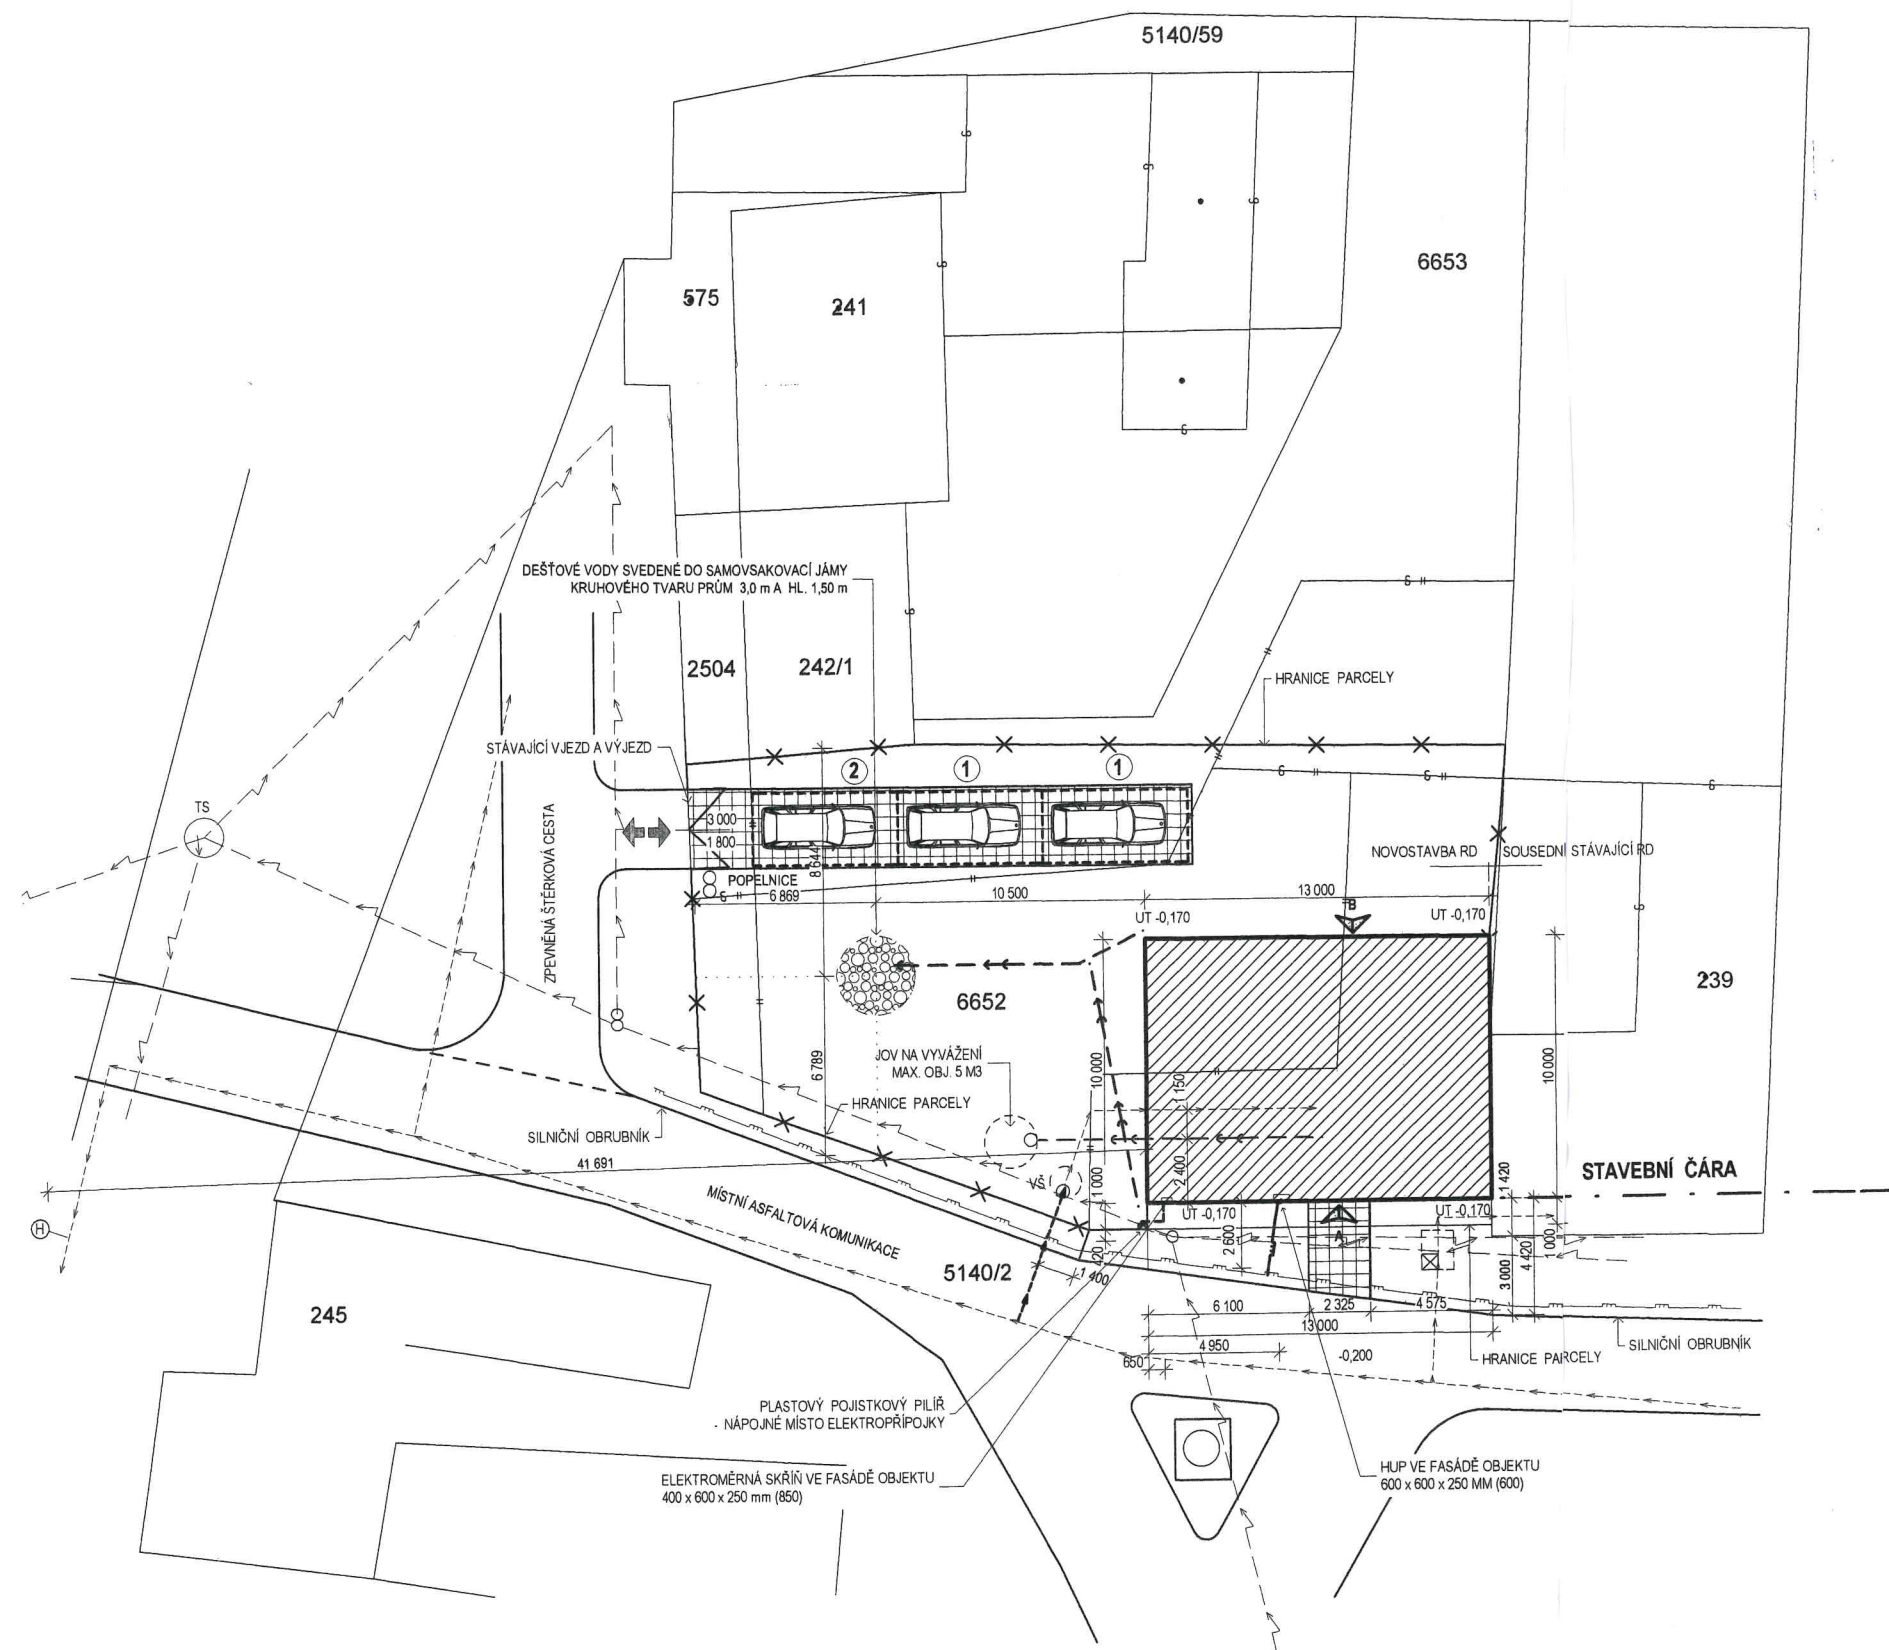 5140/59
6653
575
241
DEŠŤOVÉ VODY SVEDENÉ DO SAMOVSAKOVACÍ JÁMY
KRUHOVÉHO TVARU PRŮM 3,0 m A HL. 1,50 m
2504
242/1
HRANICE PARCELY
STÁVAJÍCÍ VJEZD A VÝJEZD
2
1
1
TS
3 000
1 800
8 644
ZPEVNĚNÁ ŠTĚRKOVÁ CESTA
NOVOSTAVBA RD
SOUSEDNÍ STÁVAJÍCÍ RD
POPELNICE
6 869
10 500
13 000
B
UT -0,170
UT -0,170
239
6652
JOV NA VYVÁŽENÍ
MAX. OBJ. 5 M3
6 789
10 000
1 150
10 000
HRANICE PARCELY
SILNIČNÍ OBRUBNÍK
41 691
MÍSTNÍ ASFALTOVÁ KOMUNIKACE
VŠ
1 000
2 400
1 420
STAVEBNÍ ČÁRA
H
UT -0,170
UT -0,170
A
2 600
420
1 400
3 000
4 420
1 000
5140/2
245
6 100
2 325
4 575
13 000
4 950
-0,200
650
SILNIČNÍ OBRUBNÍK
HRANICE PARCELY
PLASTOVÝ POJISTKOVÝ PILÍŘ
- NÁPOJNÉ MÍSTO ELEKTROPŘÍPOJKY
ELEKTROMĚRNÁ SKŘÍŇ VE FASÁDĚ OBJEKTU
400 x 600 x 250 mm (850)
HUP VE FASÁDĚ OBJEKTU
600 x 600 x 250 MM (600)